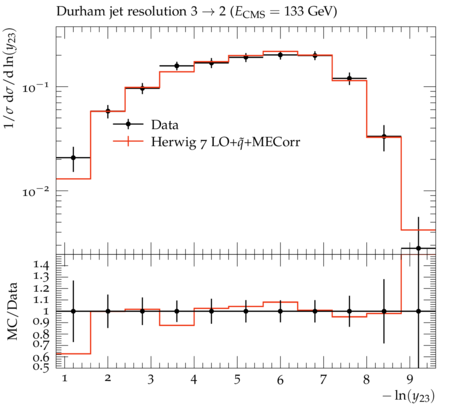 Durham jet resolution 3 → 2 (E_CMS = 133 GeV)
1/σ dσ/d ln(y₂₃)
10⁻¹
Data
Herwig 7 LO+q̃+MECorr
10⁻²
MC/Data
1.4
1.3
1.2
1.1
1
0.9
0.8
0.7
0.6
0.5
1 2 3 4 5 6 7 8 9
− ln(y₂₃)